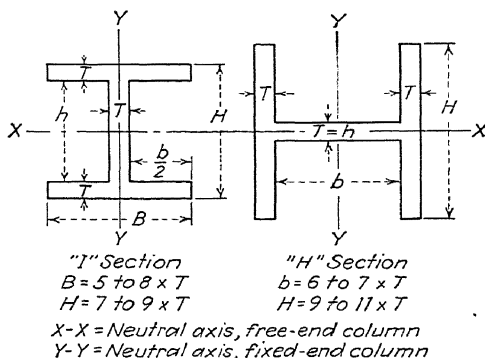 Y Y
T
T T T
h H H
X X
T = h
b/2 b
T
B
Y Y
"I" Section "H" Section
B = 5 to 8 x T b = 6 to 7 x T
H = 7 to 9 x T H = 9 to 11 x T
X-X = Neutral axis, free-end column
Y-Y = Neutral axis, fixed-end column